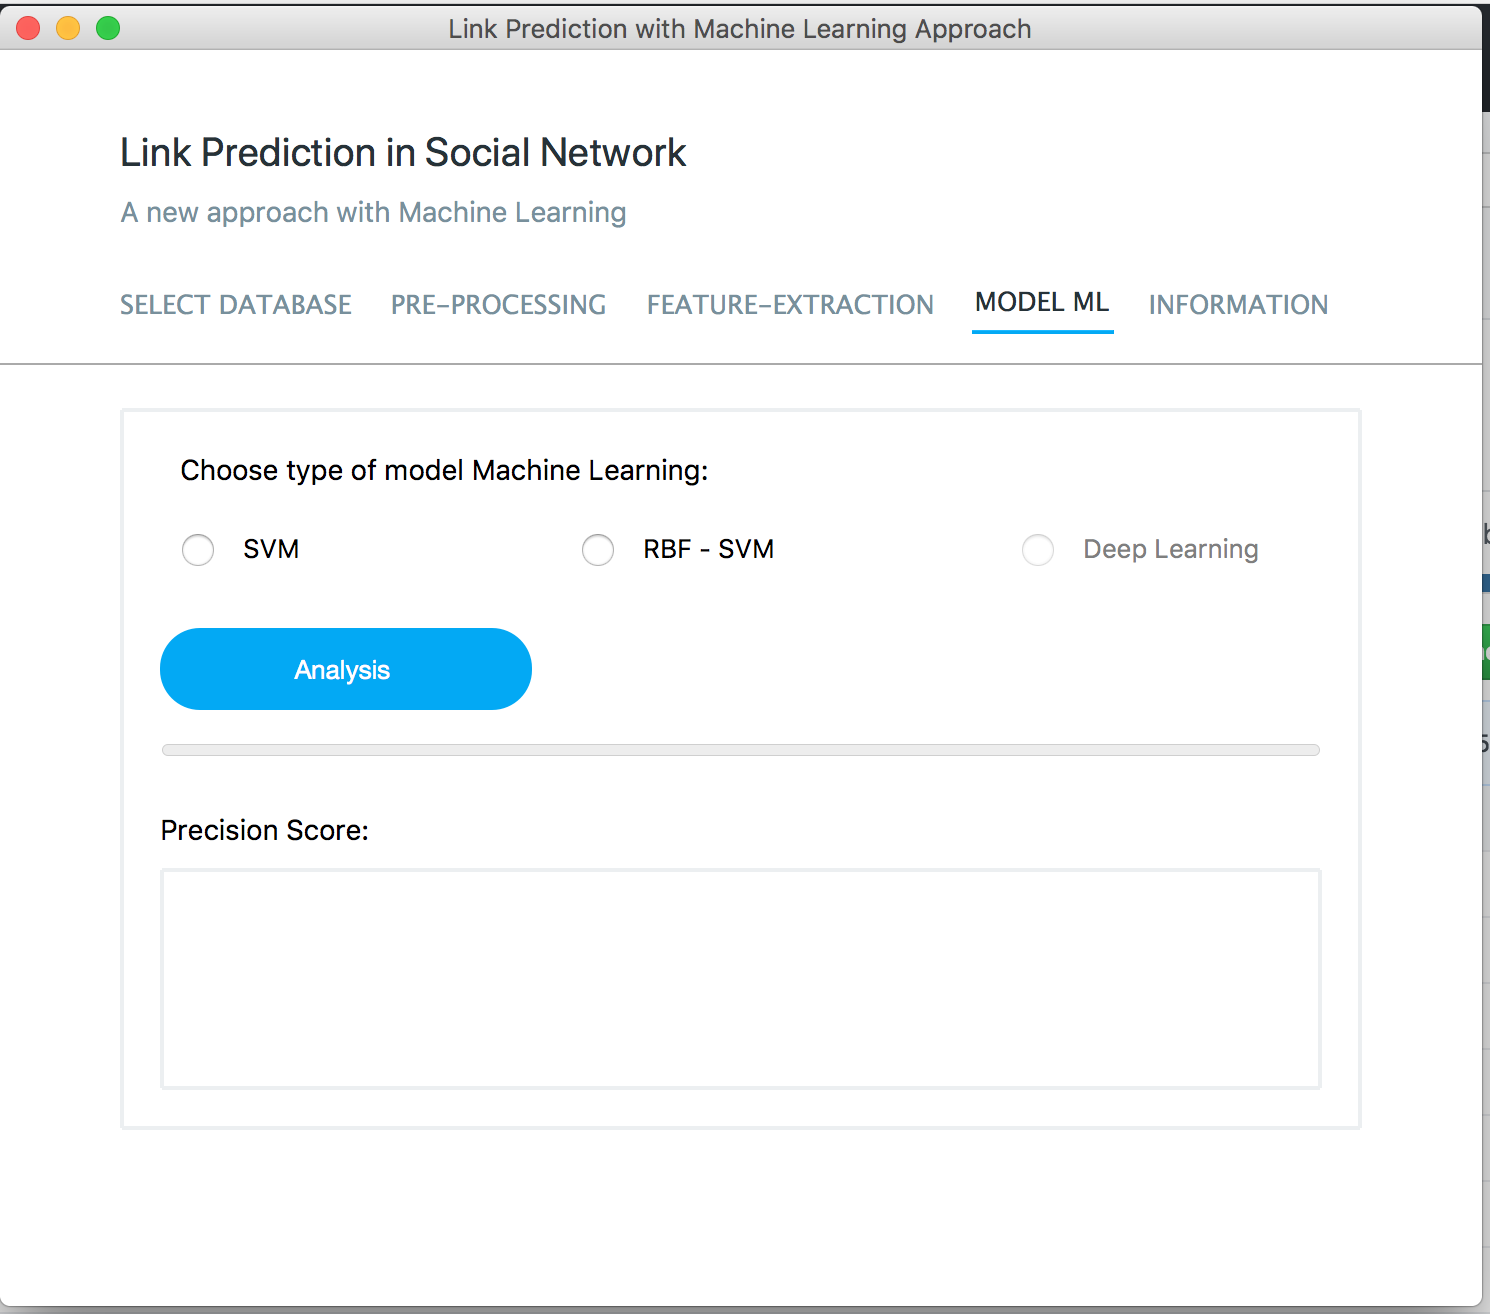 Link Prediction with Machine Learning Approach
Link Prediction in Social Network
A new approach with Machine Learning
SELECT DATABASE PRE-PROCESSING FEATURE-EXTRACTION MODEL ML INFORMATION
Choose type of model Machine Learning:
SVM RBF - SVM Deep Learning
Analysis
Precision Score: